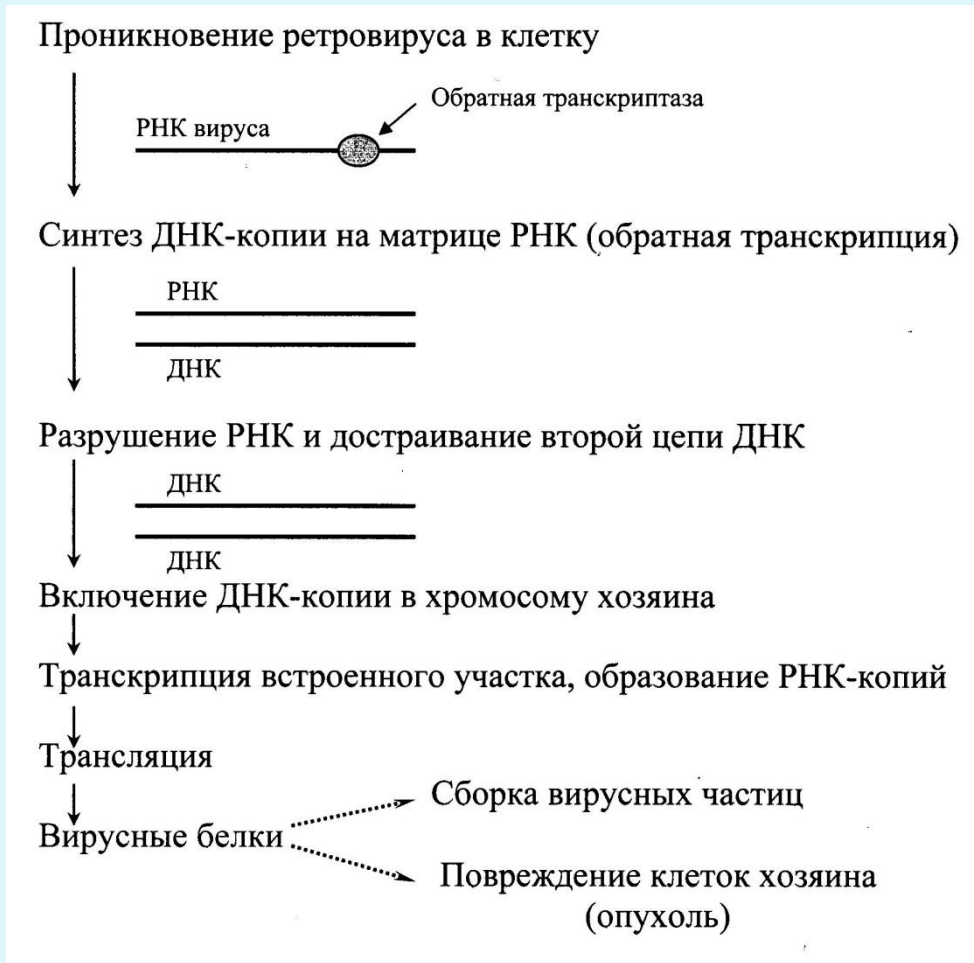 Проникновение ретровируса в клетку
Обратная транскриптаза
РНК вируса
Синтез ДНК-копии на матрице РНК (обратная транскрипция)
РНК
ДНК
Разрушение РНК и достраивание второй цепи ДНК
ДНК
ДНК
Включение ДНК-копии в хромосому хозяина
Транскрипция встроенного участка, образование РНК-копий
Трансляция
Сборка вирусных частиц
Вирусные белки
Повреждение клеток хозяина
(опухоль)